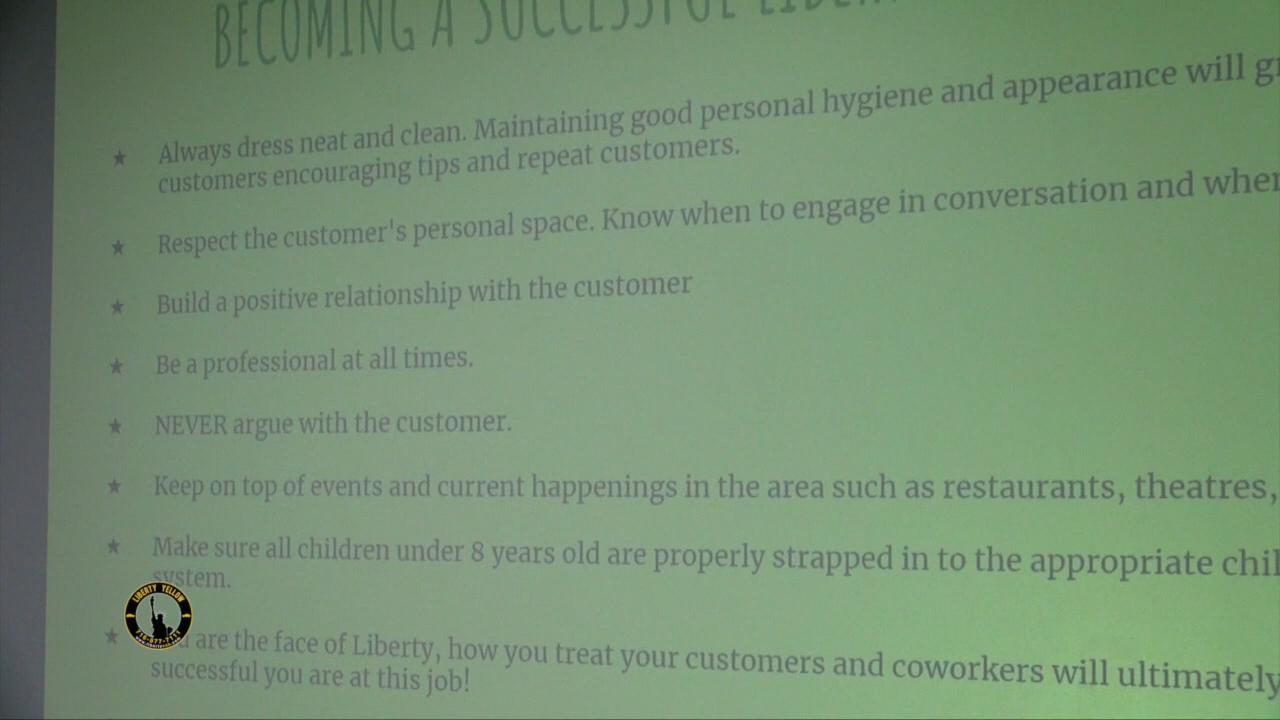 BECOMING A SUCCESSFUL
★ Always dress neat and clean. Maintaining good personal hygiene and appearance will
customers encouraging tips and repeat customers.
★ Respect the customer's personal space. Know when to engage in conversation and
★ Build a positive relationship with the customer
★ Be a professional at all times.
★ NEVER argue with the customer.
★ Keep on top of events and current happenings in the area such as restaurants, theatres,
★ Make sure all children under 8 years old are properly strapped in to the appropriate
system.
★ are the face of Liberty, how you treat your customers and coworkers will ultimately
successful you are at this job!
LIBERTY YELLOW
716-877-7111